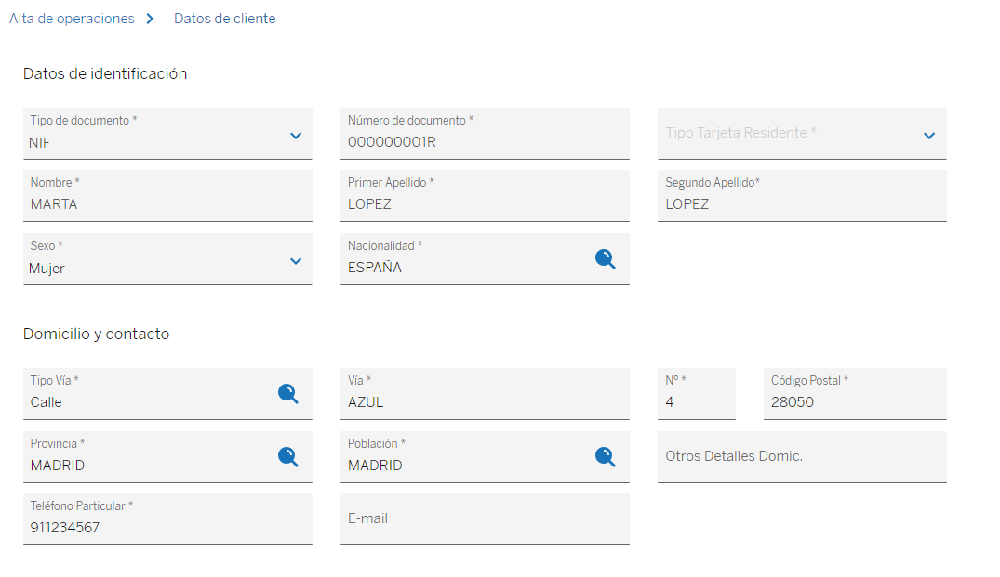 Alta de operaciones > Datos de cliente
Datos de identificación
Tipo de documento * Número de documento *
NIF 000000001R Tipo Tarjeta Residente *
Nombre * Primer Apellido * Segundo Apellido*
MARTA LOPEZ LOPEZ
Sexo * Nacionalidad *
Mujer ESPAÑA
Domicilio y contacto
Tipo Vía * Vía * Nº * Código Postal *
Calle AZUL 4 28050
Provincia * Población *
MADRID MADRID Otros Detalles Domic.
Teléfono Particular *
911234567 E-mail